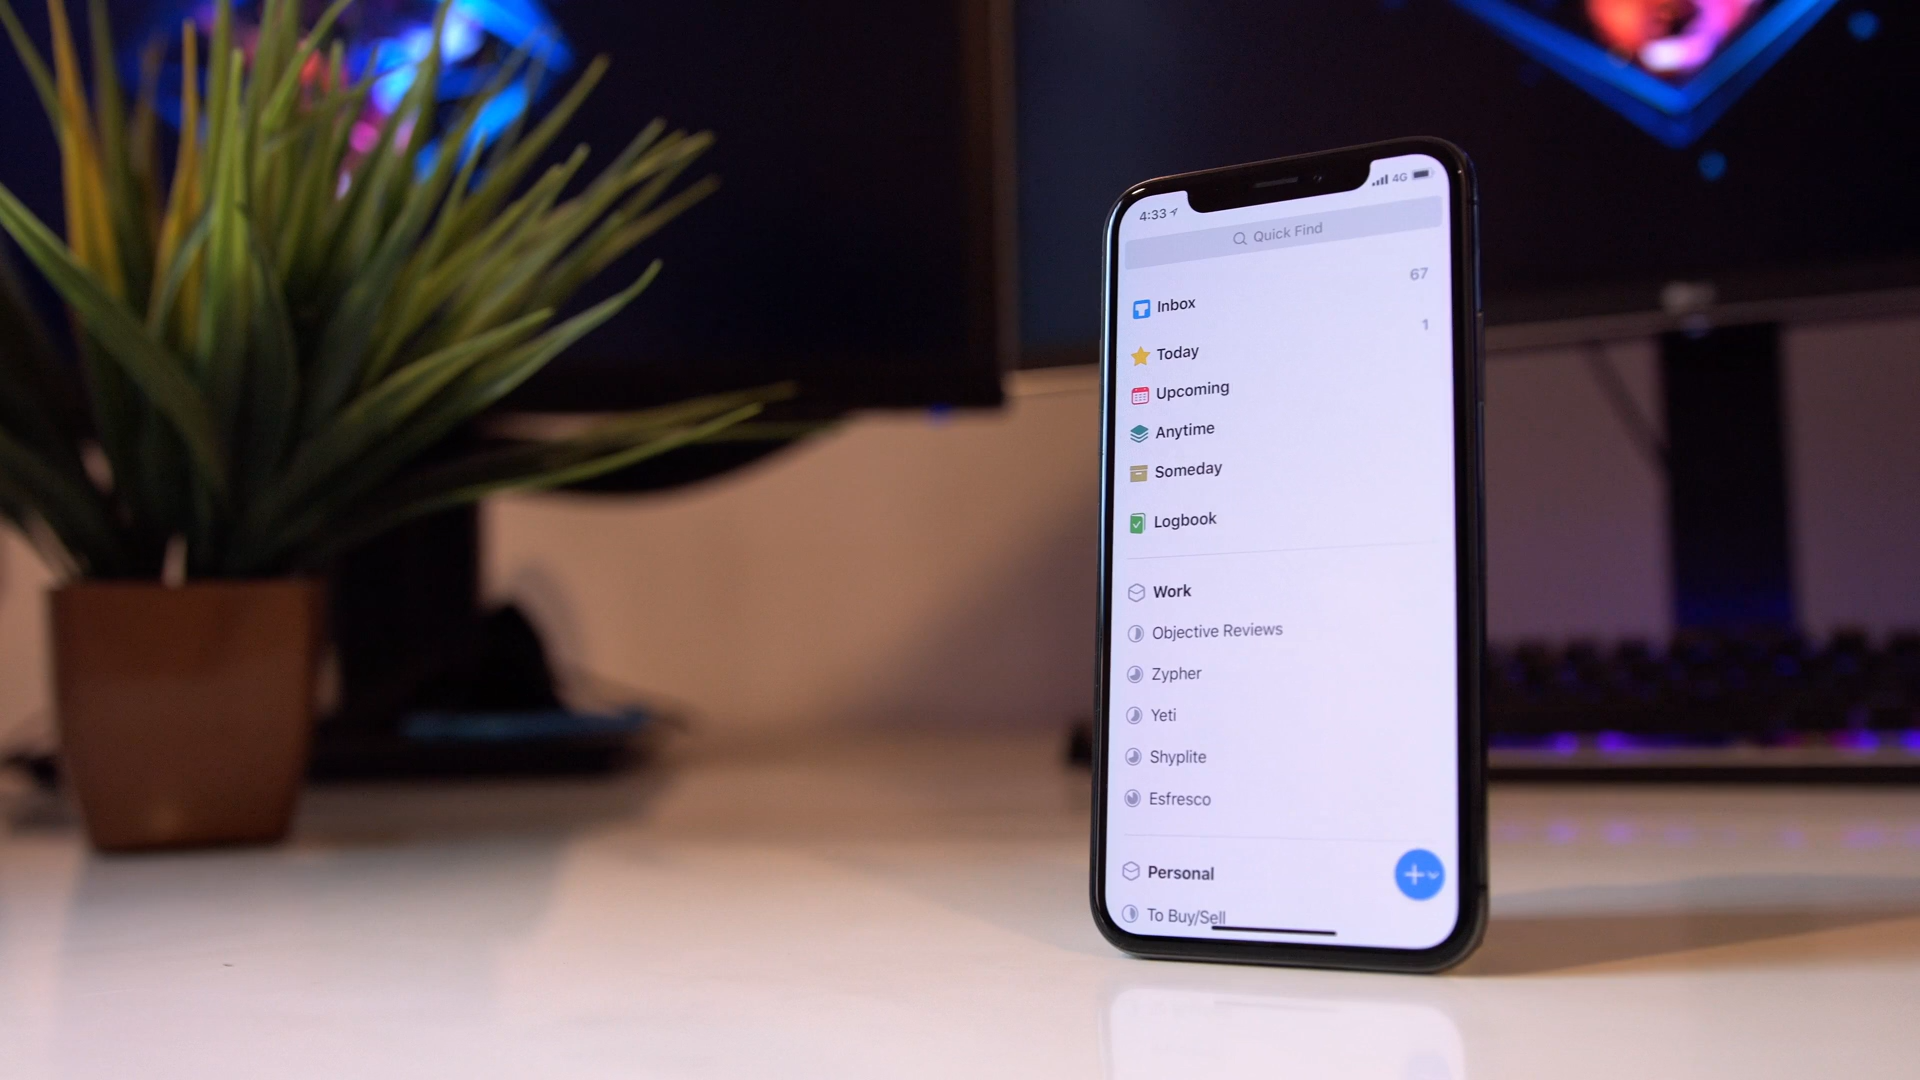 4:33
4G
Quick Find
Inbox 67
Today 1
Upcoming
Anytime
Someday
Logbook
Work
Objective Reviews
Zypher
Yeti
Shyplite
Esfresco
Personal
To Buy/Sell